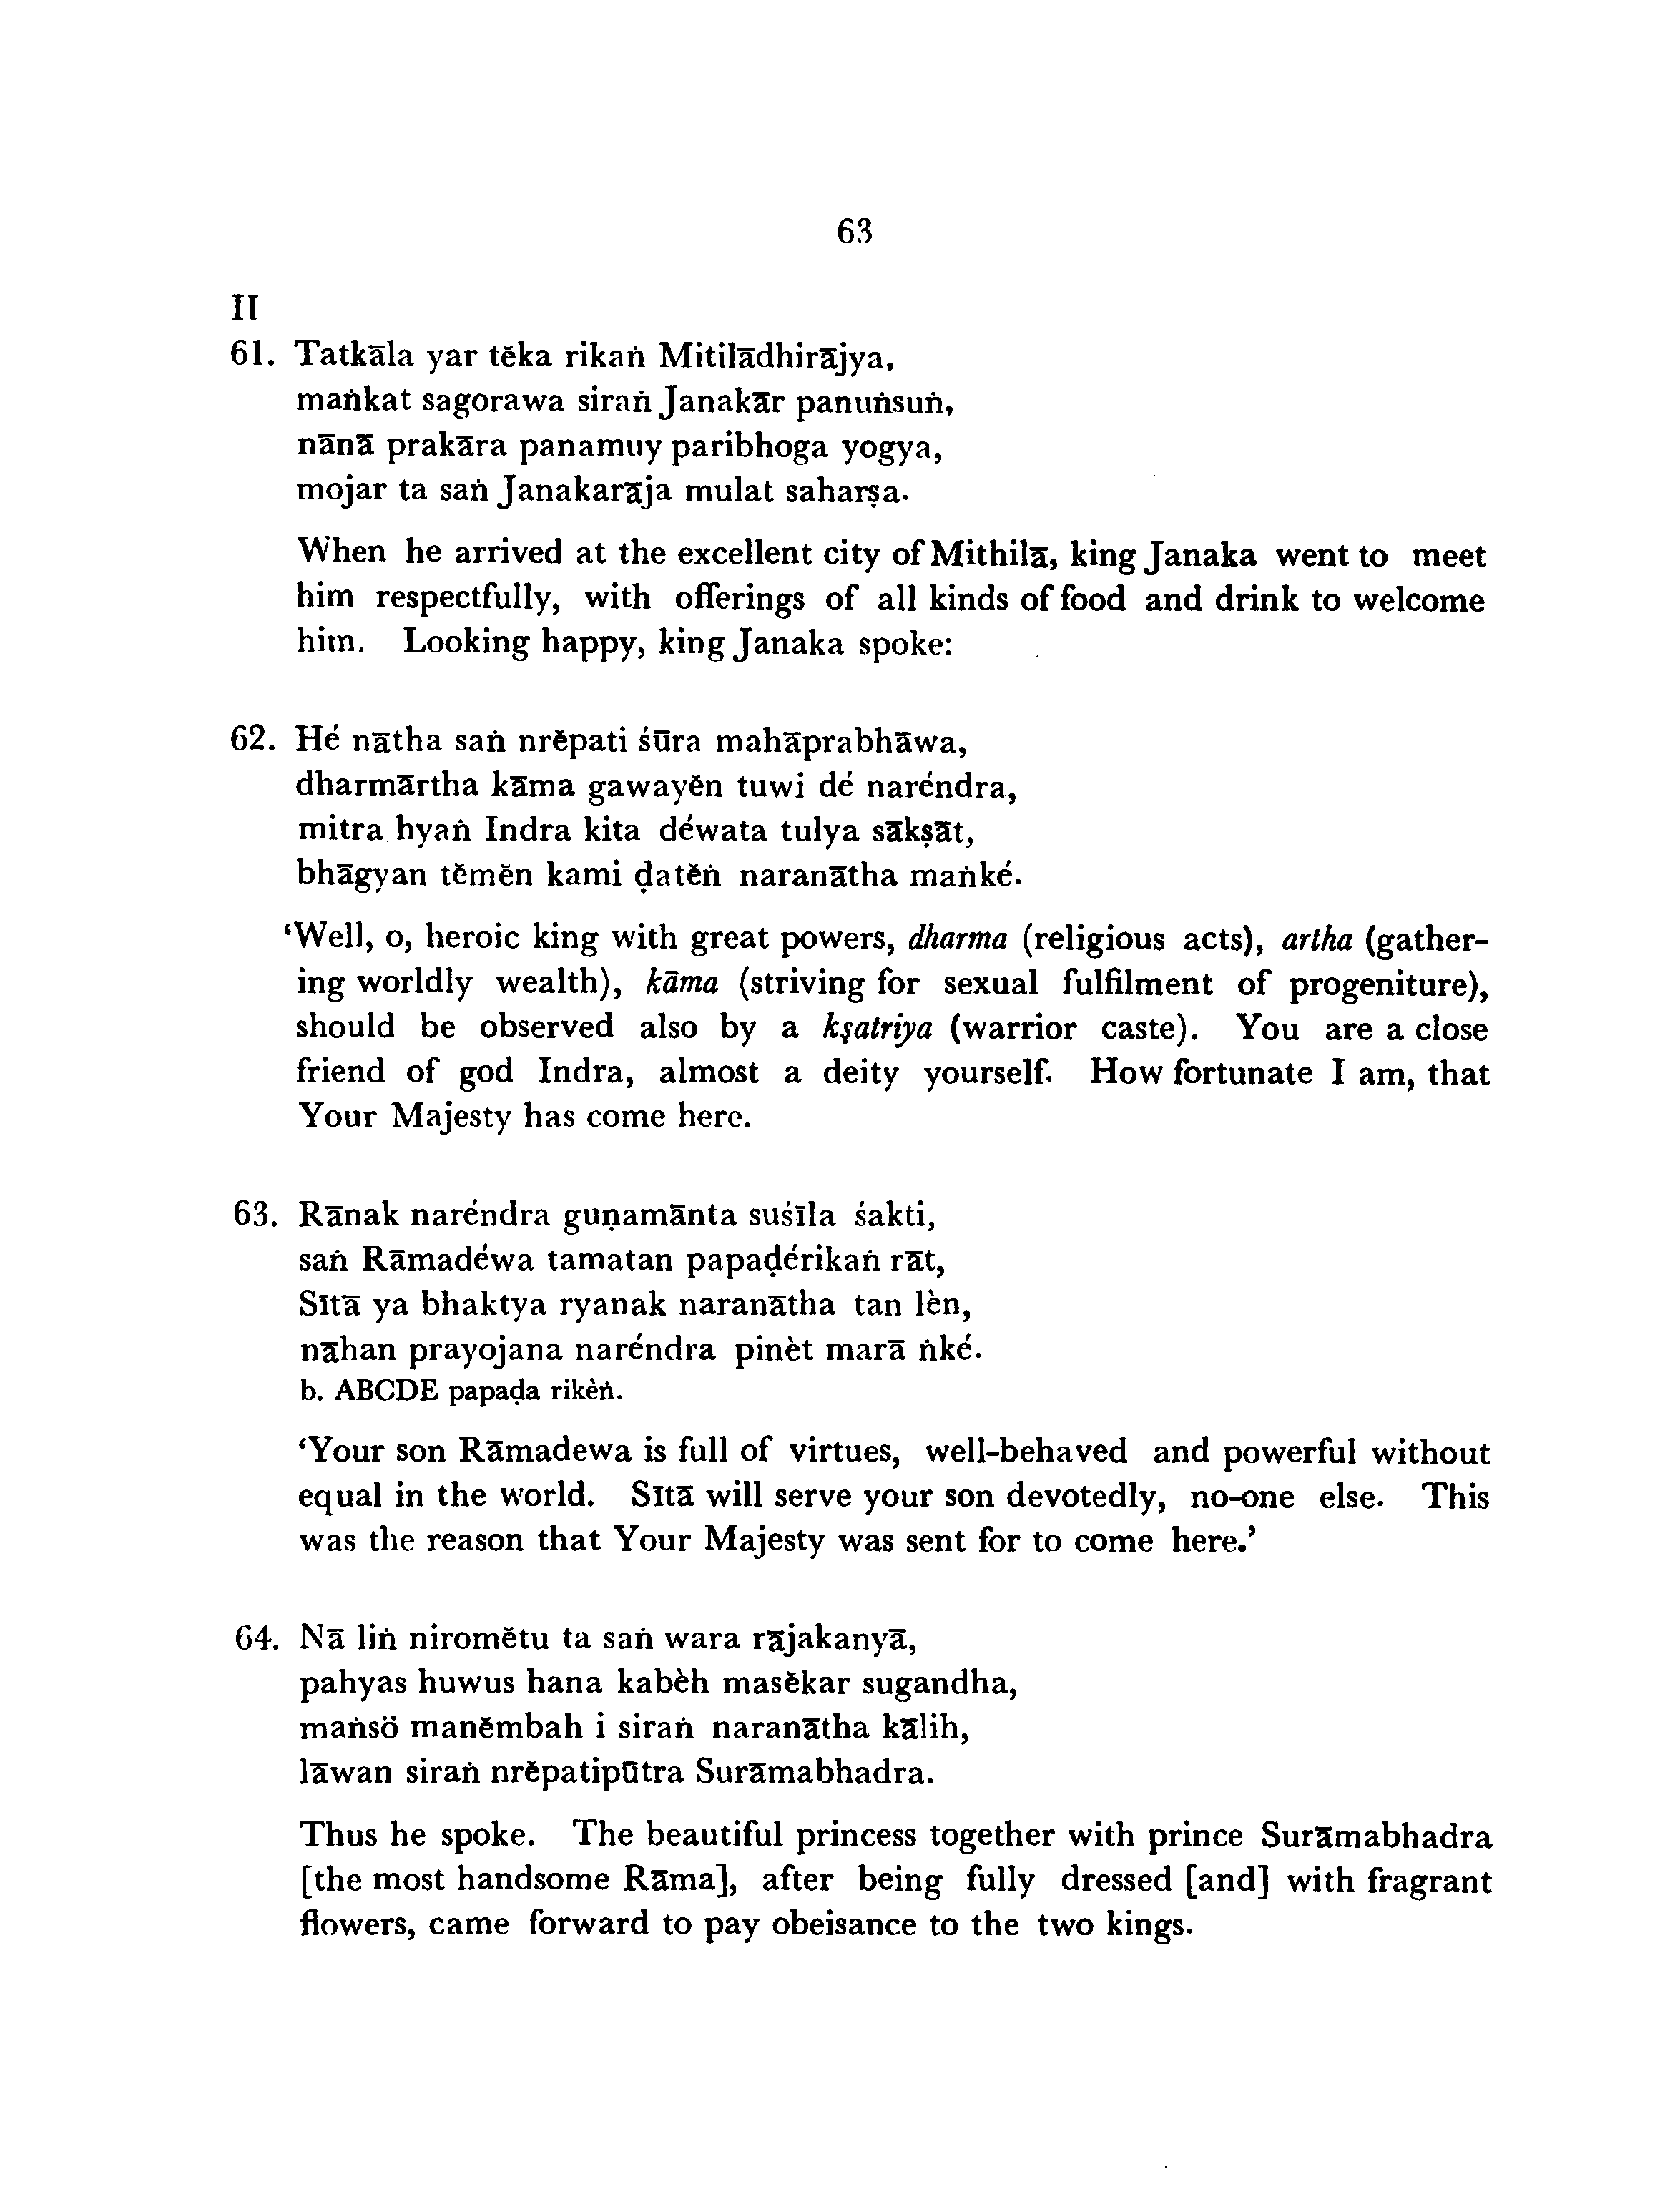 63
II
61. Tatkāla yar tĕka rikaṅ Mitilādhirājya,
maṅkat sagorawa siraṅ Janakār panuṅsuṅ,
nānā prakāra panamuy paribhoga yogya,
mojar ta saṅ Janakarāja mulat saharṣa.
When he arrived at the excellent city of Mithilā, king Janaka went to meet
him respectfully, with offerings of all kinds of food and drink to welcome
him. Looking happy, king Janaka spoke:
62. Hé nātha saṅ nrĕpati śūra mahāprabhāwa,
dharmārtha kāma gawayĕn tuwi dé naréndra,
mitra hyaṅ Indra kita déwata tulya sākṣāt,
bhāgyan tĕmĕn kami ḍatĕṅ naranātha maṅké.
‘Well, o, heroic king with great powers, dharma (religious acts), artha (gather-
ing worldly wealth), kāma (striving for sexual fulfilment of progeniture),
should be observed also by a kṣatriya (warrior caste). You are a close
friend of god Indra, almost a deity yourself. How fortunate I am, that
Your Majesty has come here.
63. Rānak naréndra guṇamānta suśīla śakti,
saṅ Rāmadéwa tamatan papaḍérikaṅ rāt,
Sītā ya bhaktya ryanak naranātha tan lèn,
nāhan prayojana naréndra pinèt marā ṅké.
b. ABCDE papaḍa rikèṅ.
‘Your son Rāmadewa is full of virtues, well-behaved and powerful without
equal in the world. Sītā will serve your son devotedly, no-one else. This
was the reason that Your Majesty was sent for to come here.’
64. Nā liṅ niromĕtu ta saṅ wara rājakanyā,
pahyas huwus hana kabèh masĕkar sugandha,
maṅsö manĕmbah i siraṅ naranātha kālih,
lāwan siraṅ nrĕpatipūtra Surāmabhadra.
Thus he spoke. The beautiful princess together with prince Surāmabhadra
[the most handsome Rāma], after being fully dressed [and] with fragrant
flowers, came forward to pay obeisance to the two kings.